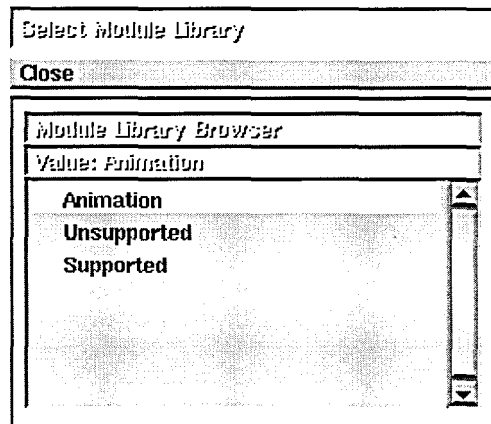 Select Module Library
Close
Module Library Browser
Value: Animation
Animation
Unsupported
Supported